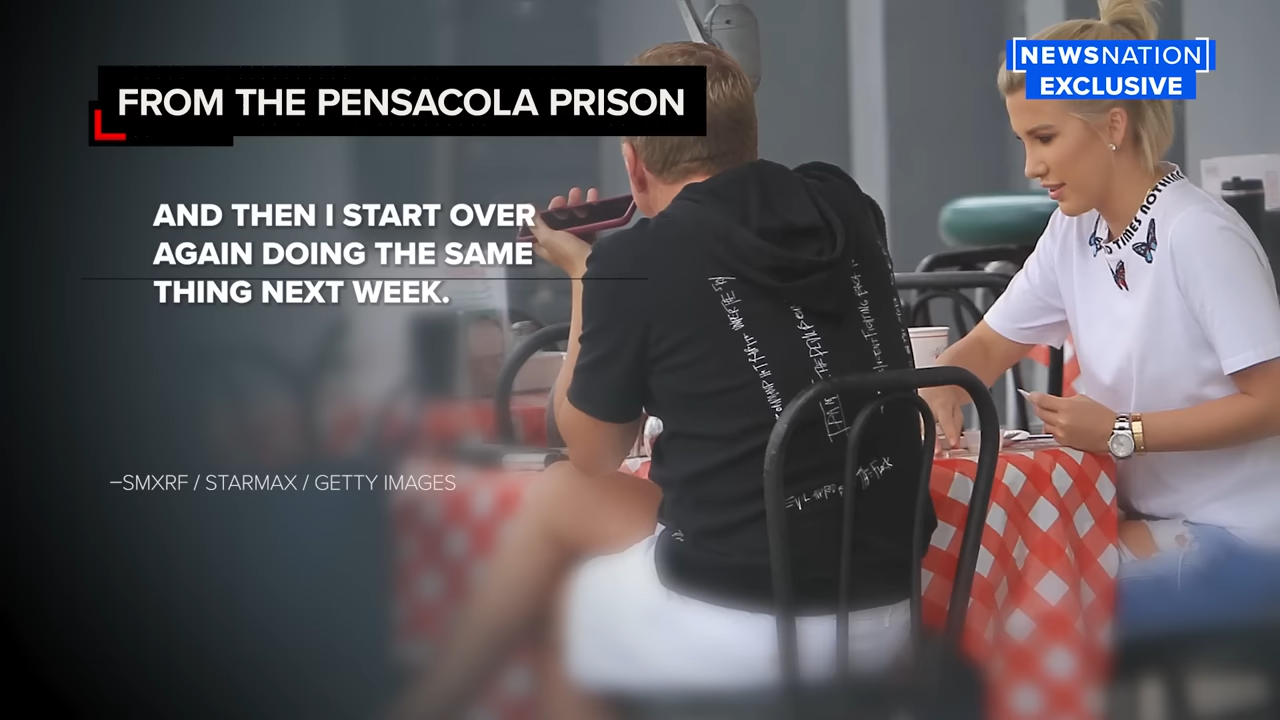 FROM THE PENSACOLA PRISON
NEWSNATION
EXCLUSIVE
AND THEN I START OVER
AGAIN DOING THE SAME
THING NEXT WEEK.
–SMXRF / STARMAX / GETTY IMAGES
TIMES